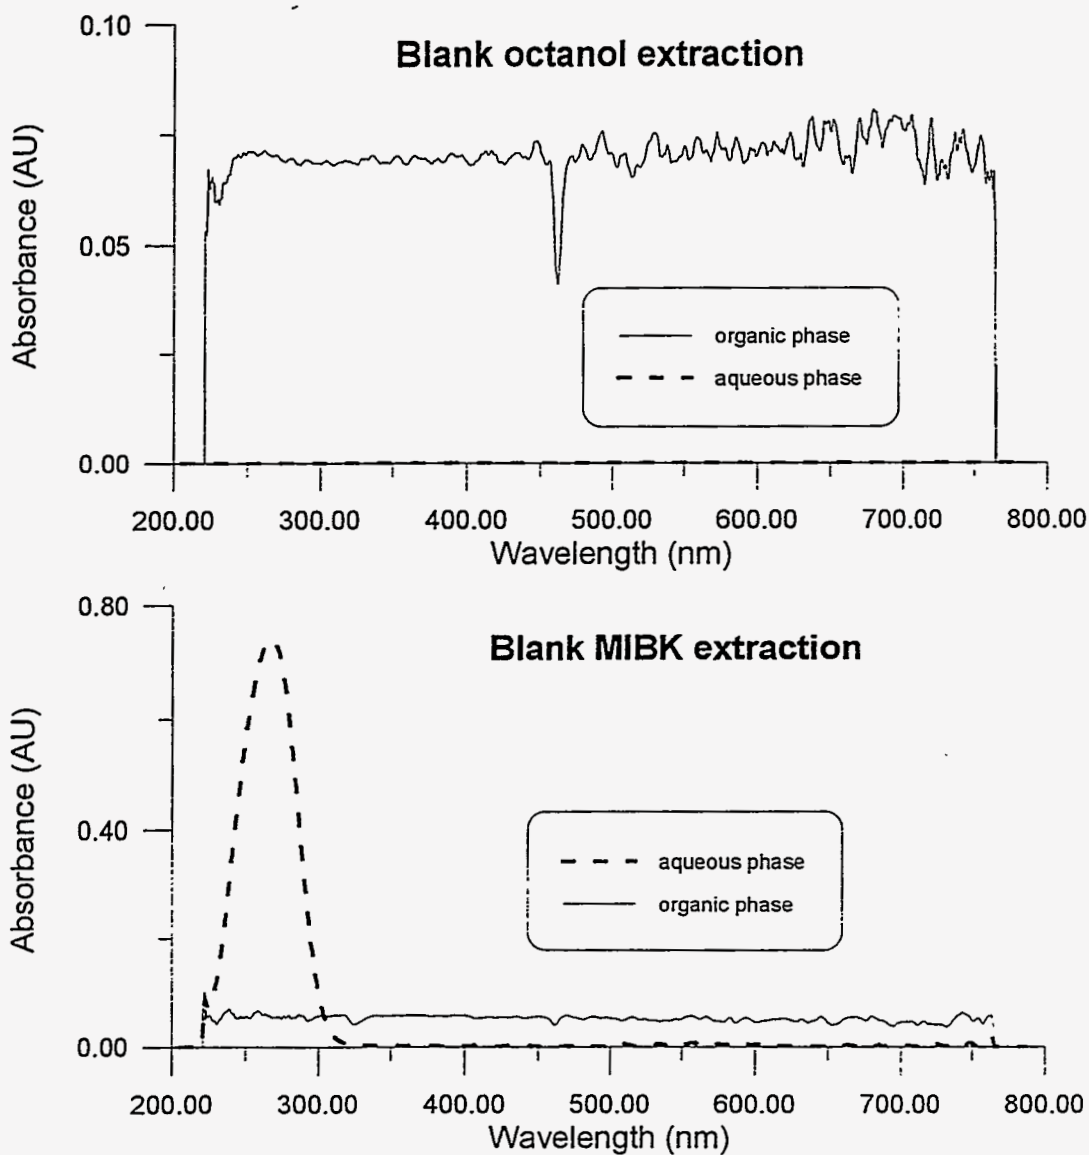 0.10
Blank octanol extraction
Absorbance (AU)
0.05
organic phase
aqueous phase
0.00
200.00 300.00 400.00 500.00 600.00 700.00 800.00
Wavelength (nm)
0.80
Blank MIBK extraction
Absorbance (AU)
0.40
aqueous phase
organic phase
0.00
200.00 300.00 400.00 500.00 600.00 700.00 800.00
Wavelength (nm)